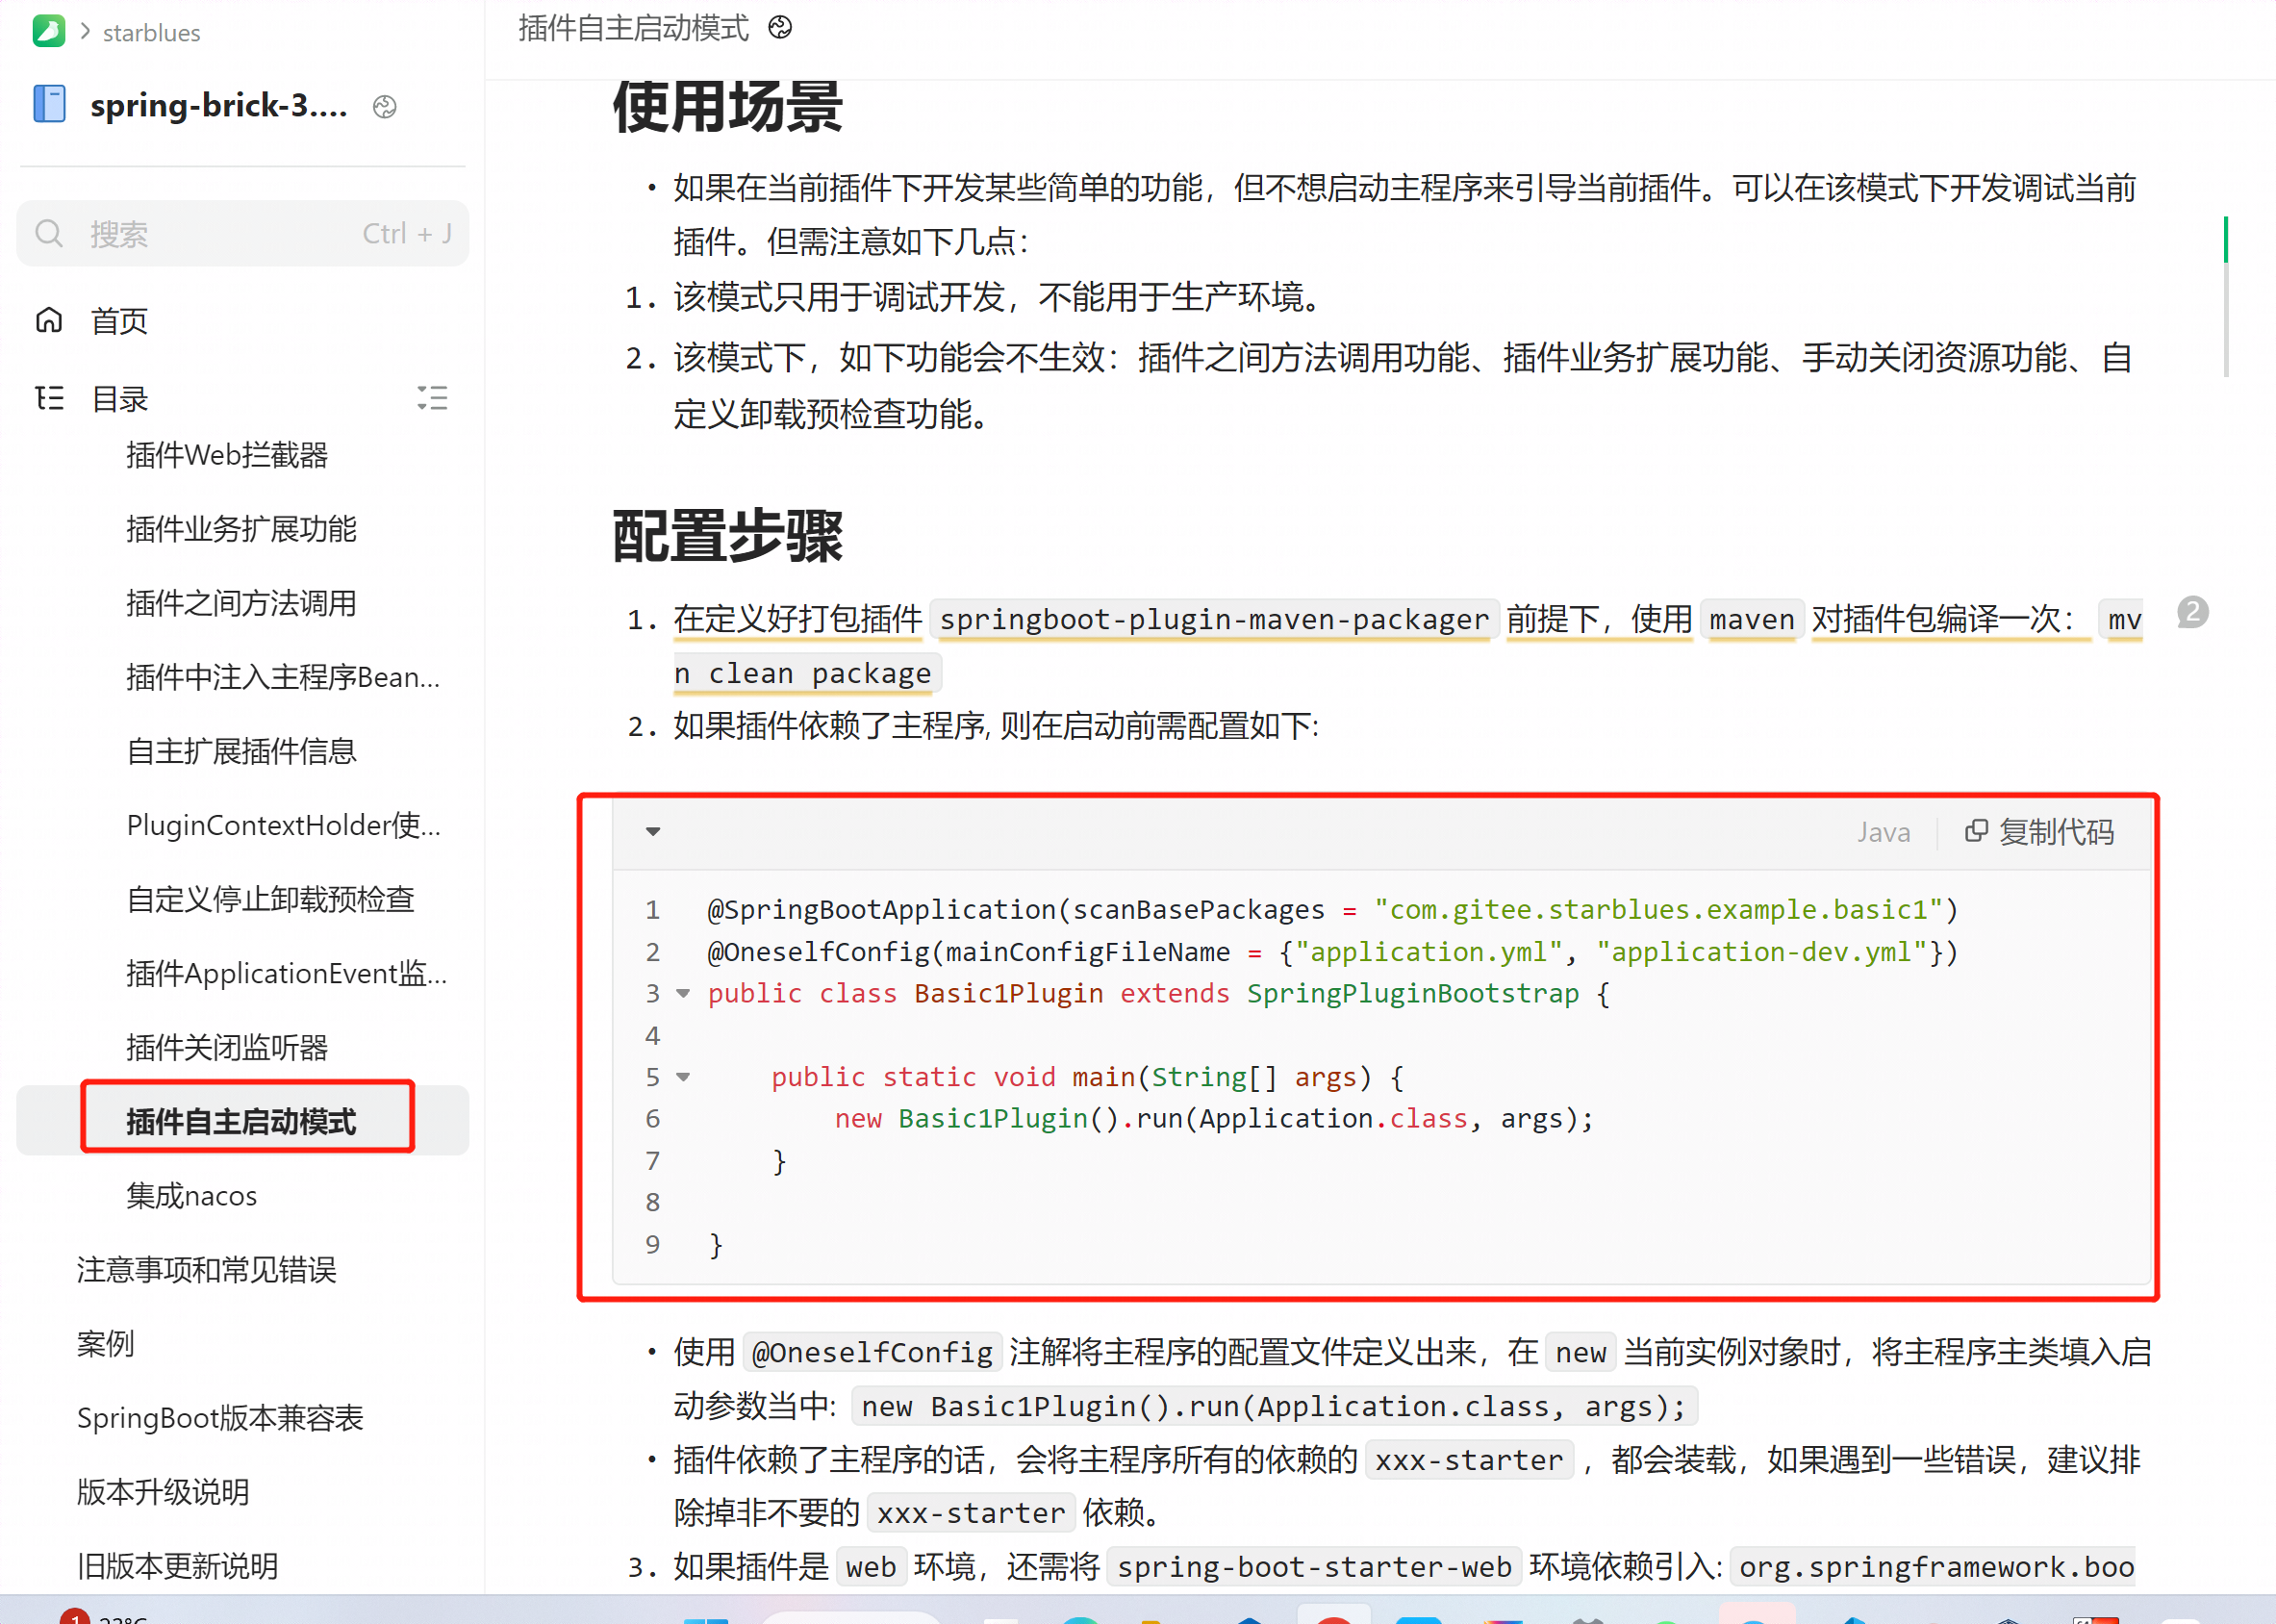 starblues
spring-brick-3....
搜索
Ctrl + J
首页
目录
插件Web拦截器
插件业务扩展功能
插件之间方法调用
插件中注入主程序Bean...
自主扩展插件信息
PluginContextHolder使...
自定义停止卸载预检查
插件ApplicationEvent监...
插件关闭监听器
插件自主启动模式
集成nacos
注意事项和常见错误
案例
SpringBoot版本兼容表
版本升级说明
旧版本更新说明
插件自主启动模式
使用场景
• 如果在当前插件下开发某些简单的功能，但不想启动主程序来引导当前插件。可以在该模式下开发调试当前
插件。但需注意如下几点：
1. 该模式只用于调试开发，不能用于生产环境。
2. 该模式下，如下功能会不生效：插件之间方法调用功能、插件业务扩展功能、手动关闭资源功能、自
定义卸载预检查功能。
配置步骤
1. 在定义好打包插件 springboot-plugin-maven-packager 前提下，使用 maven 对插件包编译一次： mv
2
n clean package
2. 如果插件依赖了主程序, 则在启动前需配置如下:
Java 复制代码
1 @SpringBootApplication(scanBasePackages = "com.gitee.starblues.example.basic1")
2 @OneselfConfig(mainConfigFileName = {"application.yml", "application-dev.yml"})
3 public class Basic1Plugin extends SpringPluginBootstrap {
4
5 public static void main(String[] args) {
6 new Basic1Plugin().run(Application.class, args);
7 }
8
9 }
• 使用 @OneselfConfig 注解将主程序的配置文件定义出来，在 new 当前实例对象时，将主程序主类填入启
动参数当中: new Basic1Plugin().run(Application.class, args);
• 插件依赖了主程序的话，会将主程序所有的依赖的 xxx-starter ，都会装载，如果遇到一些错误，建议排
除掉非不要的 xxx-starter 依赖。
3. 如果插件是 web 环境，还需将 spring-boot-starter-web 环境依赖引入: org.springframework.boo
1